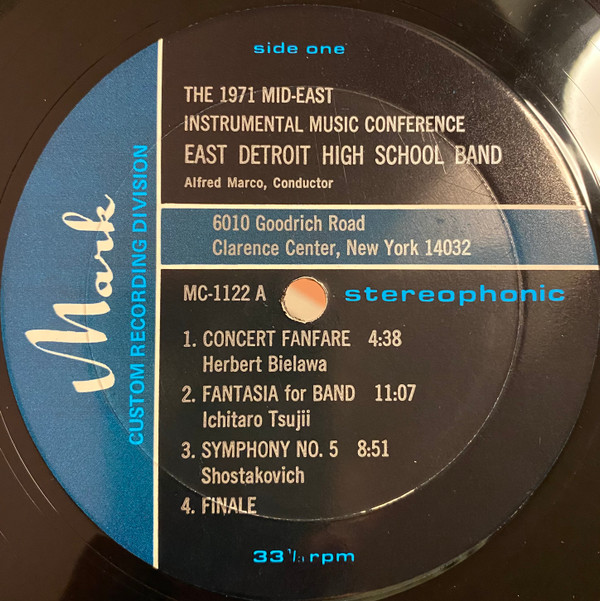 side one
THE 1971 MID-EAST
INSTRUMENTAL MUSIC CONFERENCE
EAST DETROIT HIGH SCHOOL BAND
Alfred Marco, Conductor
6010 Goodrich Road
Clarence Center, New York 14032
Mark
CUSTOM RECORDING DIVISION
MC-1122 A
stereophonic
1. CONCERT FANFARE 4:38
Herbert Bielawa
2. FANTASIA for BAND 11:07
Ichitaro Tsujii
3. SYMPHONY NO. 5 8:51
Shostakovich
4. FINALE
33⅓ rpm